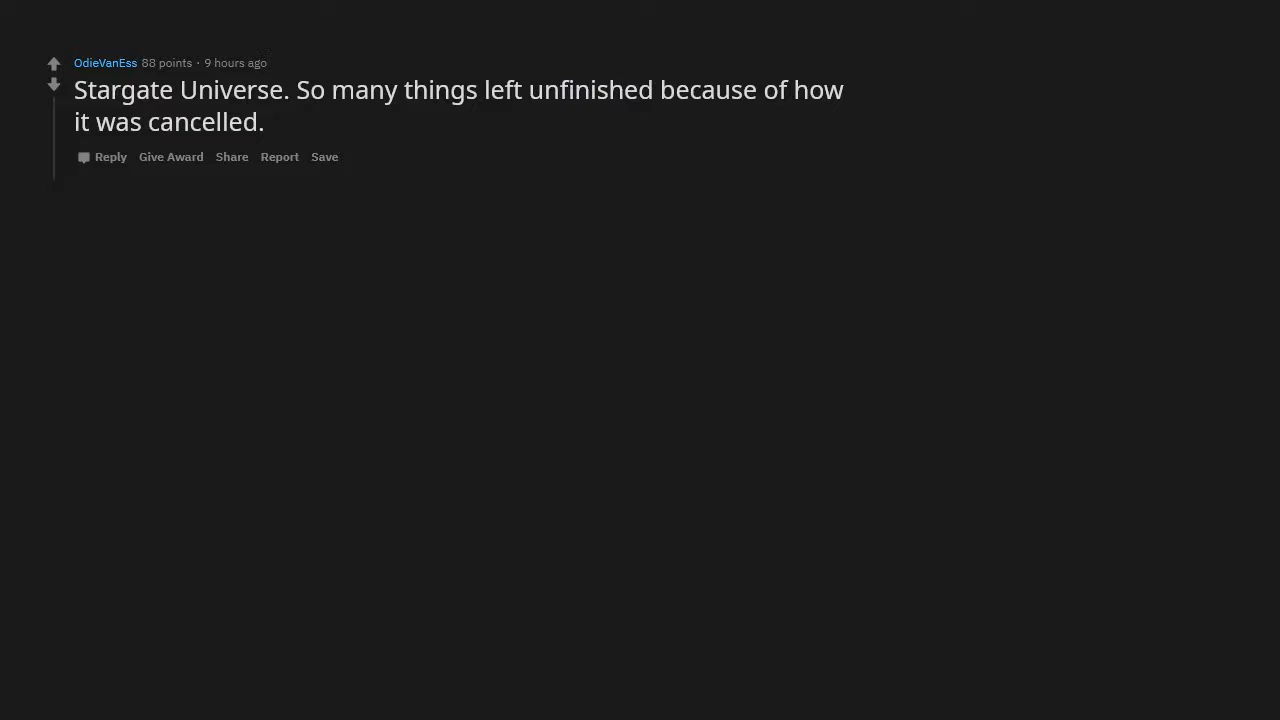 OdieVanEss 88 points · 9 hours ago
Stargate Universe. So many things left unfinished because of how
it was cancelled.
Reply Give Award Share Report Save